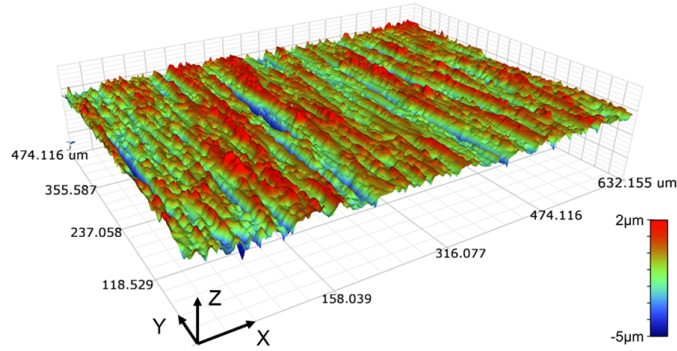 474.116 um
355.587
237.058
118.529
158.039
316.077
474.116
632.155 um
2µm
-5µm
Z
Y
X